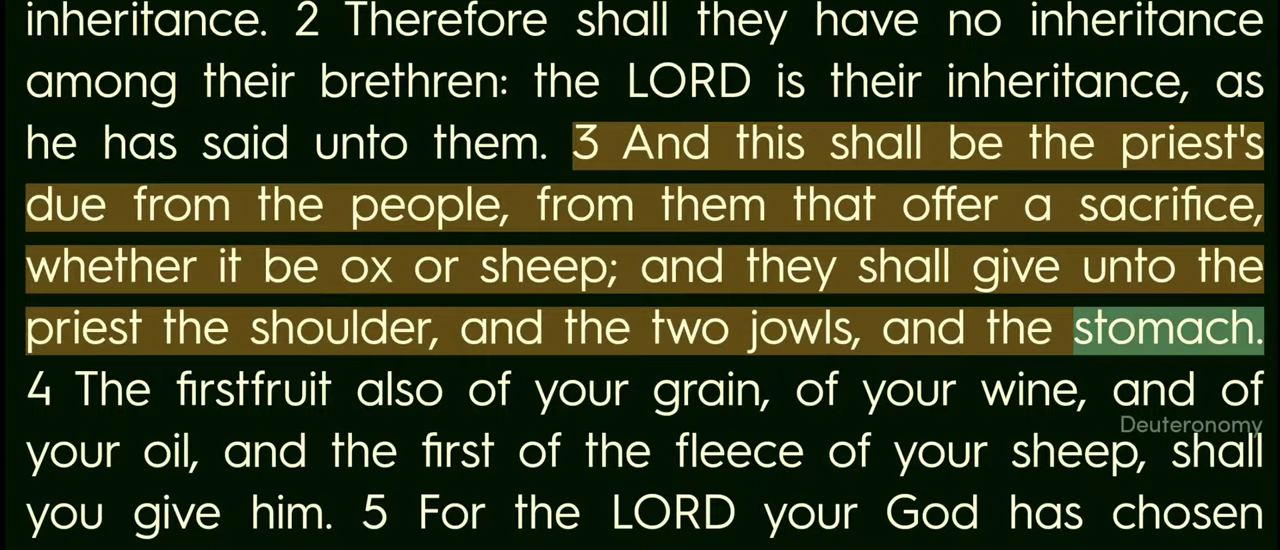 inheritance. 2 Therefore shall they have no inheritance
among their brethren: the LORD is their inheritance, as
he has said unto them. 3 And this shall be the priest's
due from the people, from them that offer a sacrifice,
whether it be ox or sheep; and they shall give unto the
priest the shoulder, and the two jowls, and the stomach.
4 The firstfruit also of your grain, of your wine, and of
Deuteronomy
your oil, and the first of the fleece of your sheep, shall
you give him. 5 For the LORD your God has chosen